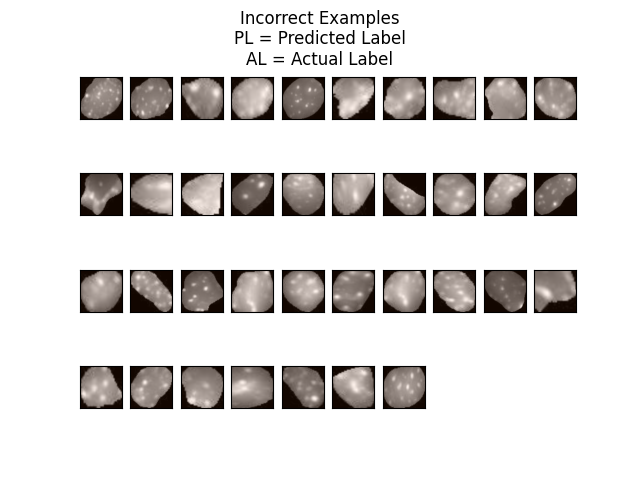 Incorrect Examples
PL = Predicted Label
AL = Actual Label